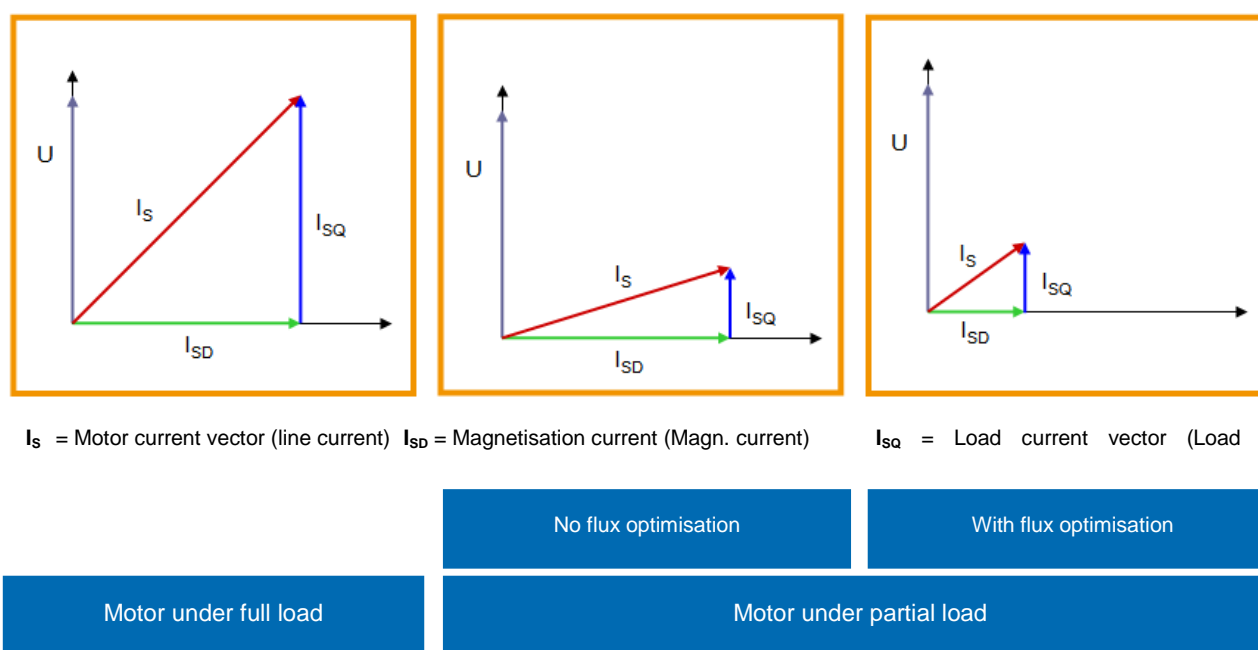 U
I_S
I_SQ
I_SD
U
I_S
I_SQ
I_SD
U
I_S
I_SQ
I_SD
I_S = Motor current vector (line current) I_SD = Magnetisation current (Magn. current) I_SQ = Load current vector (Load
No flux optimisation With flux optimisation
Motor under full load Motor under partial load